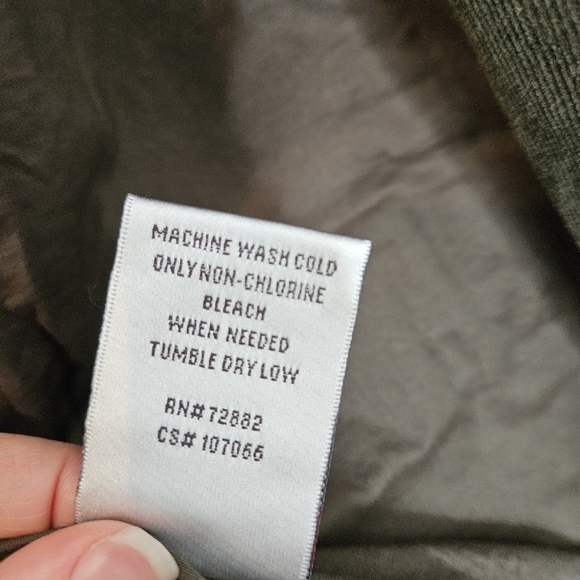 MACHINE WASH COLD
ONLY NON-CHLORINE
BLEACH
WHEN NEEDED
TUMBLE DRY LOW
RN# 72882
CS# 107066